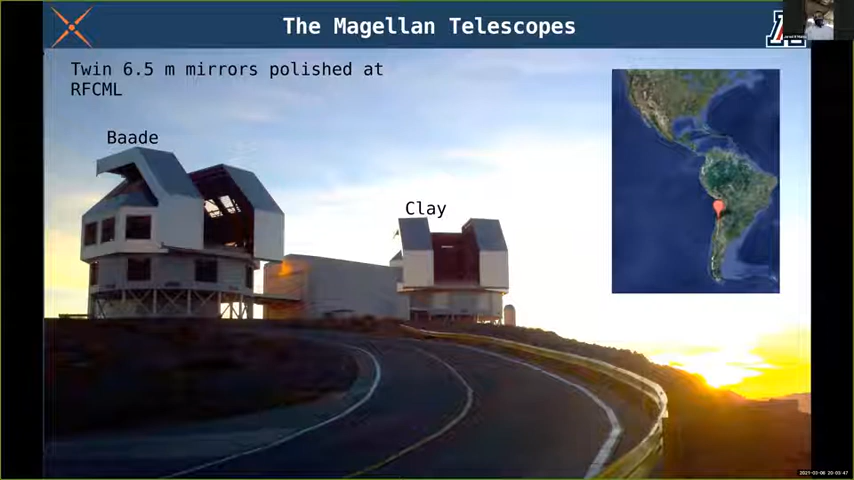 The Magellan Telescopes
Twin 6.5 m mirrors polished at
RFCML
Baade
Clay